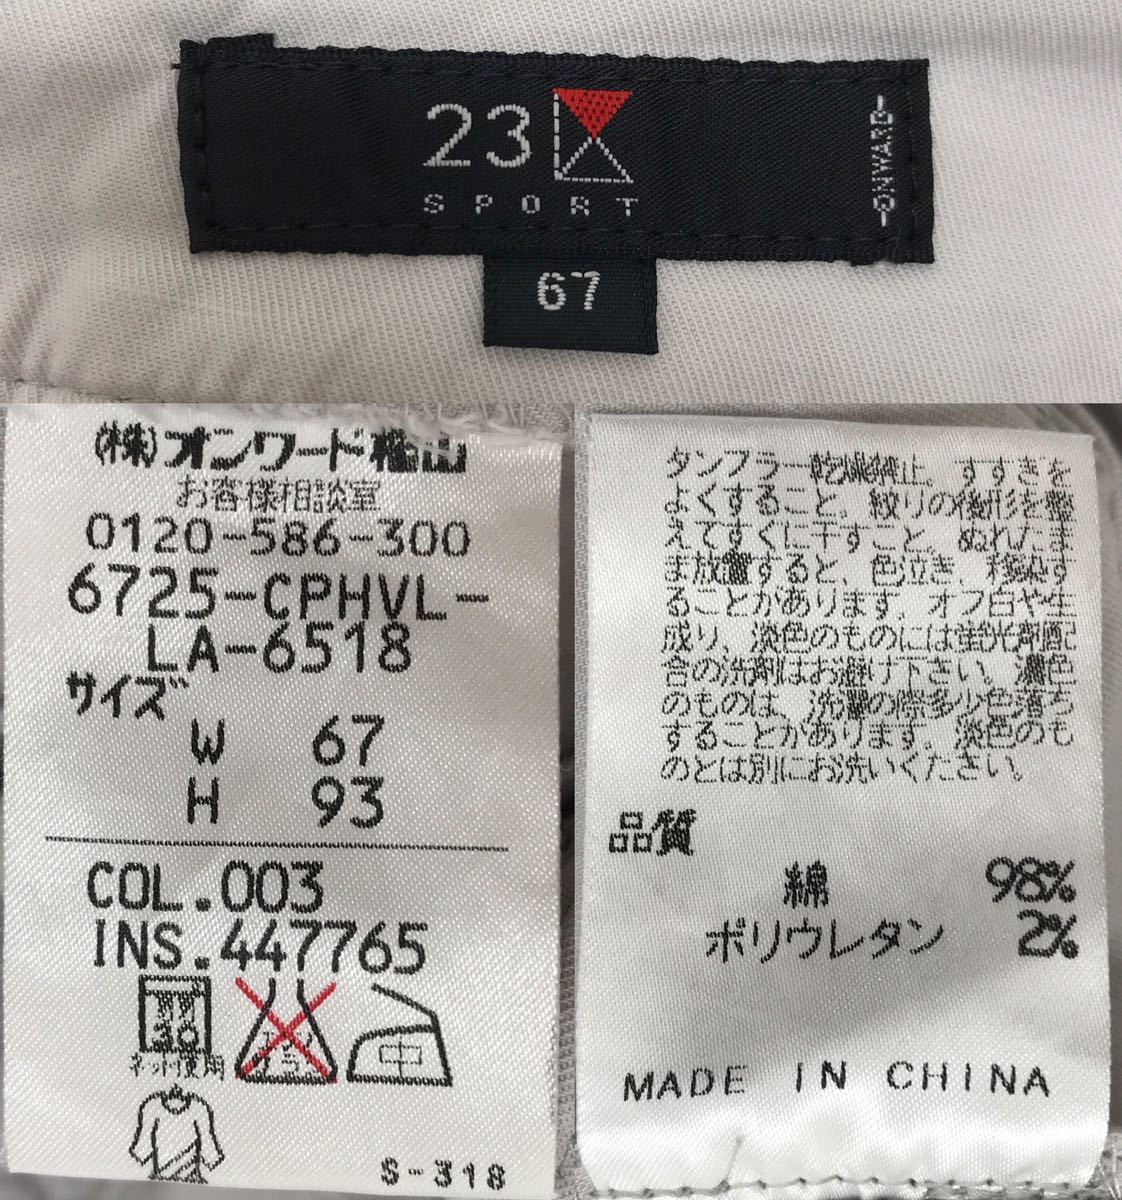 23
SPORT
ONWARD
67
(株)オンワード樫山
お客様相談室
0120-586-300
6725-CPHVL-
LA-6518
サイズ
W 67
H 93
COL.003
INS.447765
弱
30
ネット使用
エンソ
サラシ
中
S-318
タンブラー乾燥禁止。すすぎを
よくすること。絞りの後形を整
えてすぐに干すこと。ぬれたま
ま放置すると、色泣き、移染す
ることがあります。オフ白や生
成り、淡色のものには蛍光剤配
合の洗剤はお避け下さい。濃色
のものは、洗濯の際多少色落ち
することがあります。淡色のも
のとは別にお洗いください。
品質
綿 98%
ポリウレタン 2%
MADE IN CHINA